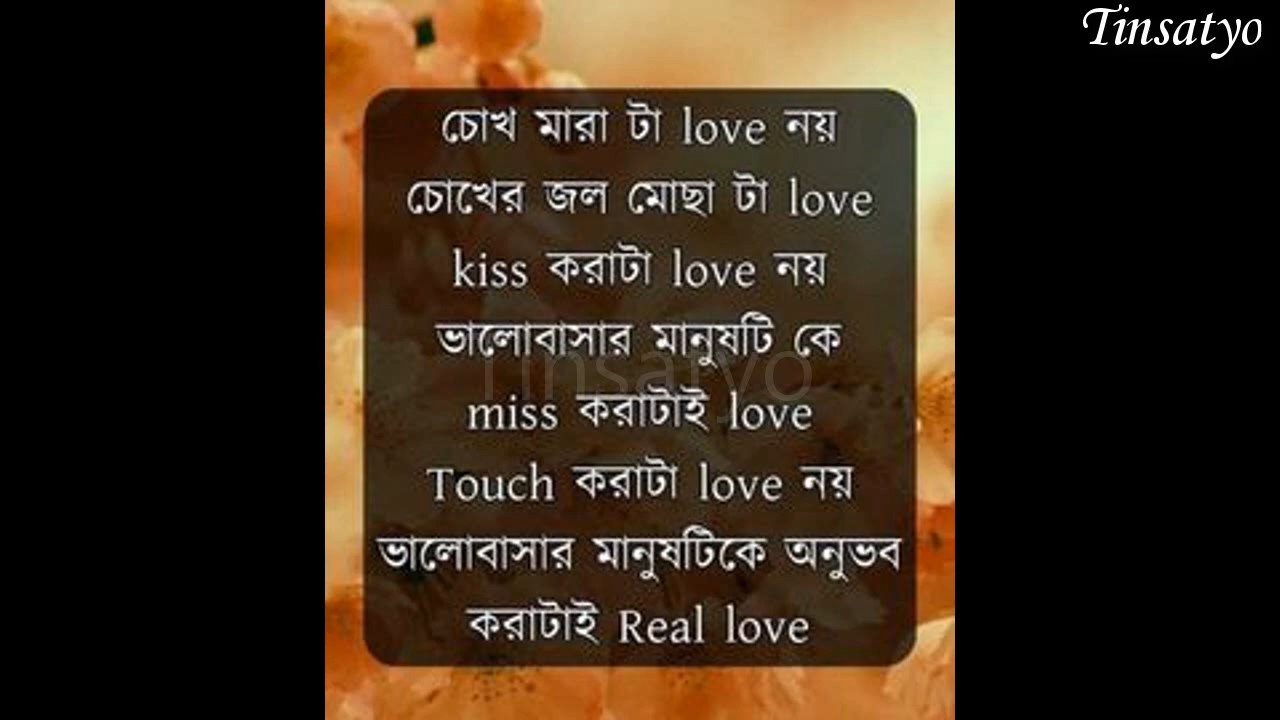 Tinsatyo
চোখ মারা টা love নয়
চোখের জল মোছা টা love
kiss করাটা love নয়
ভালোবাসার মানুষটি কে
Tinsatyo
miss করাটাই love
Touch করাটা love নয়
ভালোবাসার মানুষটিকে অনুভব
করাটাই Real love